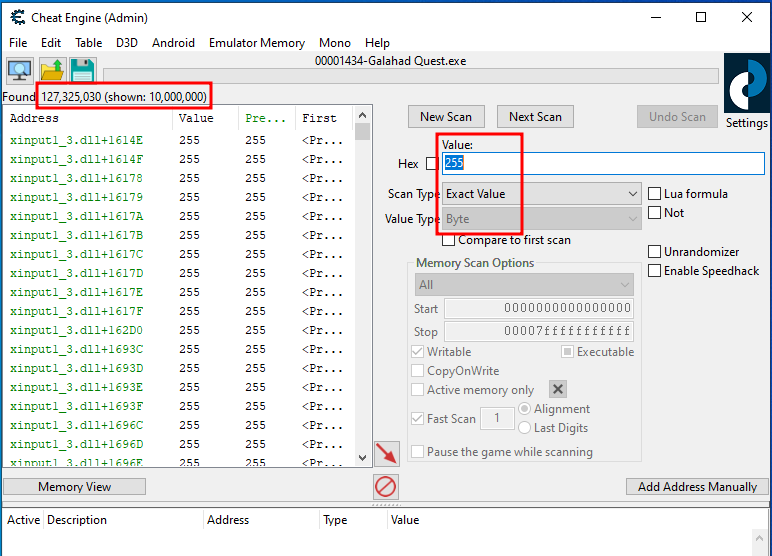 Cheat Engine (Admin)
File Edit Table D3D Android Emulator Memory Mono Help
00001434-Galahad Quest.exe
Found 127,325,030 (shown: 10,000,000)
Address Value Pre... First
xinput1_3.dll+1614E 255 255 <Pr...
xinput1_3.dll+1614F 255 255 <Pr...
xinput1_3.dll+16178 255 255 <Pr...
xinput1_3.dll+16179 255 255 <Pr...
xinput1_3.dll+1617A 255 255 <Pr...
xinput1_3.dll+1617B 255 255 <Pr...
xinput1_3.dll+1617C 255 255 <Pr...
xinput1_3.dll+1617D 255 255 <Pr...
xinput1_3.dll+1617E 255 255 <Pr...
xinput1_3.dll+1617F 255 255 <Pr...
xinput1_3.dll+162D0 255 255 <Pr...
xinput1_3.dll+1693C 255 255 <Pr...
xinput1_3.dll+1693D 255 255 <Pr...
xinput1_3.dll+1693E 255 255 <Pr...
xinput1_3.dll+1693F 255 255 <Pr...
xinput1_3.dll+1696C 255 255 <Pr...
xinput1_3.dll+1696D 255 255 <Pr...
xinput1_3.dll+1696E 255 255 <Pr...
New Scan Next Scan Undo Scan
Settings
Value:
Hex 255
Scan Type Exact Value
Lua formula
Value Type Byte
Not
Compare to first scan
Unrandomizer
Enable Speedhack
Memory Scan Options
All
Start 0000000000000000
Stop 00007fffffffffff
Writable Executable
CopyOnWrite
Active memory only
Fast Scan 1 Alignment
Last Digits
Pause the game while scanning
Memory View
Add Address Manually
Active Description Address Type Value